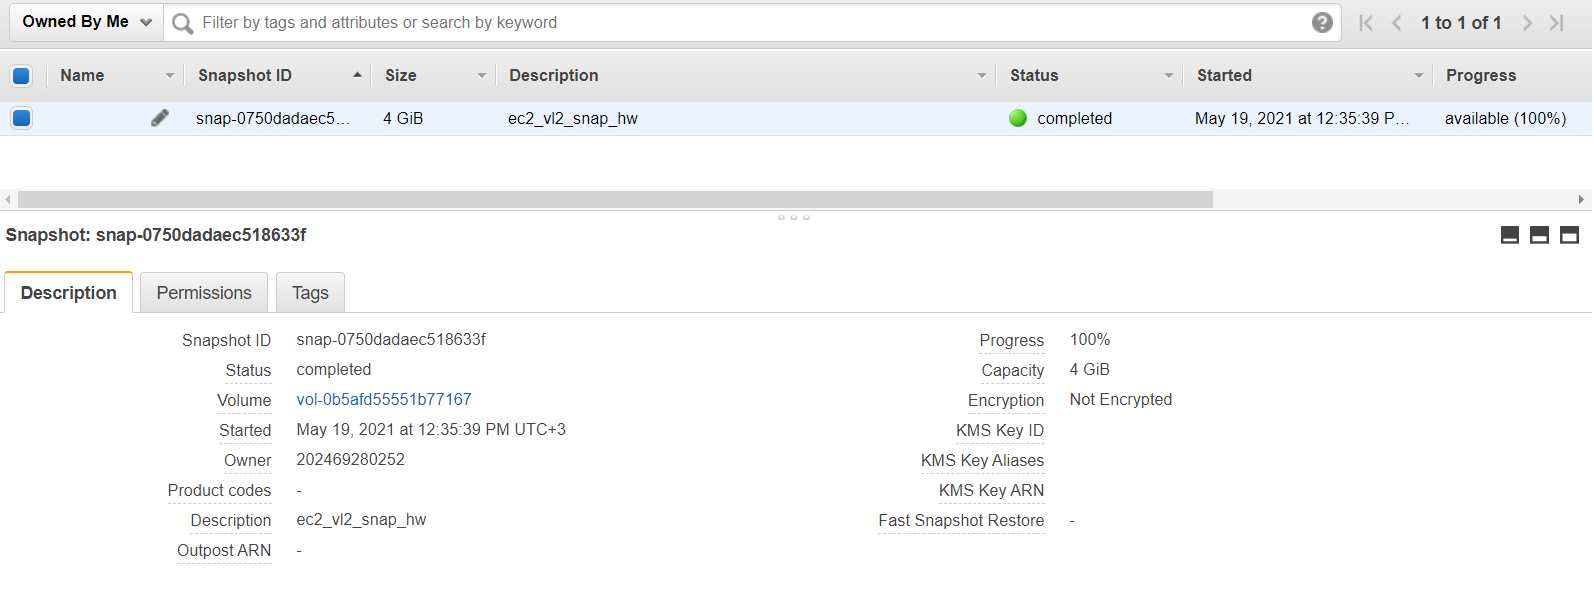 Owned By Me Filter by tags and attributes or search by keyword ? 1 to 1 of 1
Name Snapshot ID Size Description Status Started Progress
snap-0750dadaec5... 4 GiB ec2_vl2_snap_hw completed May 19, 2021 at 12:35:39 P... available (100%)
Snapshot: snap-0750dadaec518633f
Description Permissions Tags
Snapshot ID snap-0750dadaec518633f Progress 100%
Status completed Capacity 4 GiB
Volume vol-0b5afd55551b77167 Encryption Not Encrypted
Started May 19, 2021 at 12:35:39 PM UTC+3 KMS Key ID
Owner 202469280252 KMS Key Aliases
Product codes - KMS Key ARN
Description ec2_vl2_snap_hw Fast Snapshot Restore -
Outpost ARN -